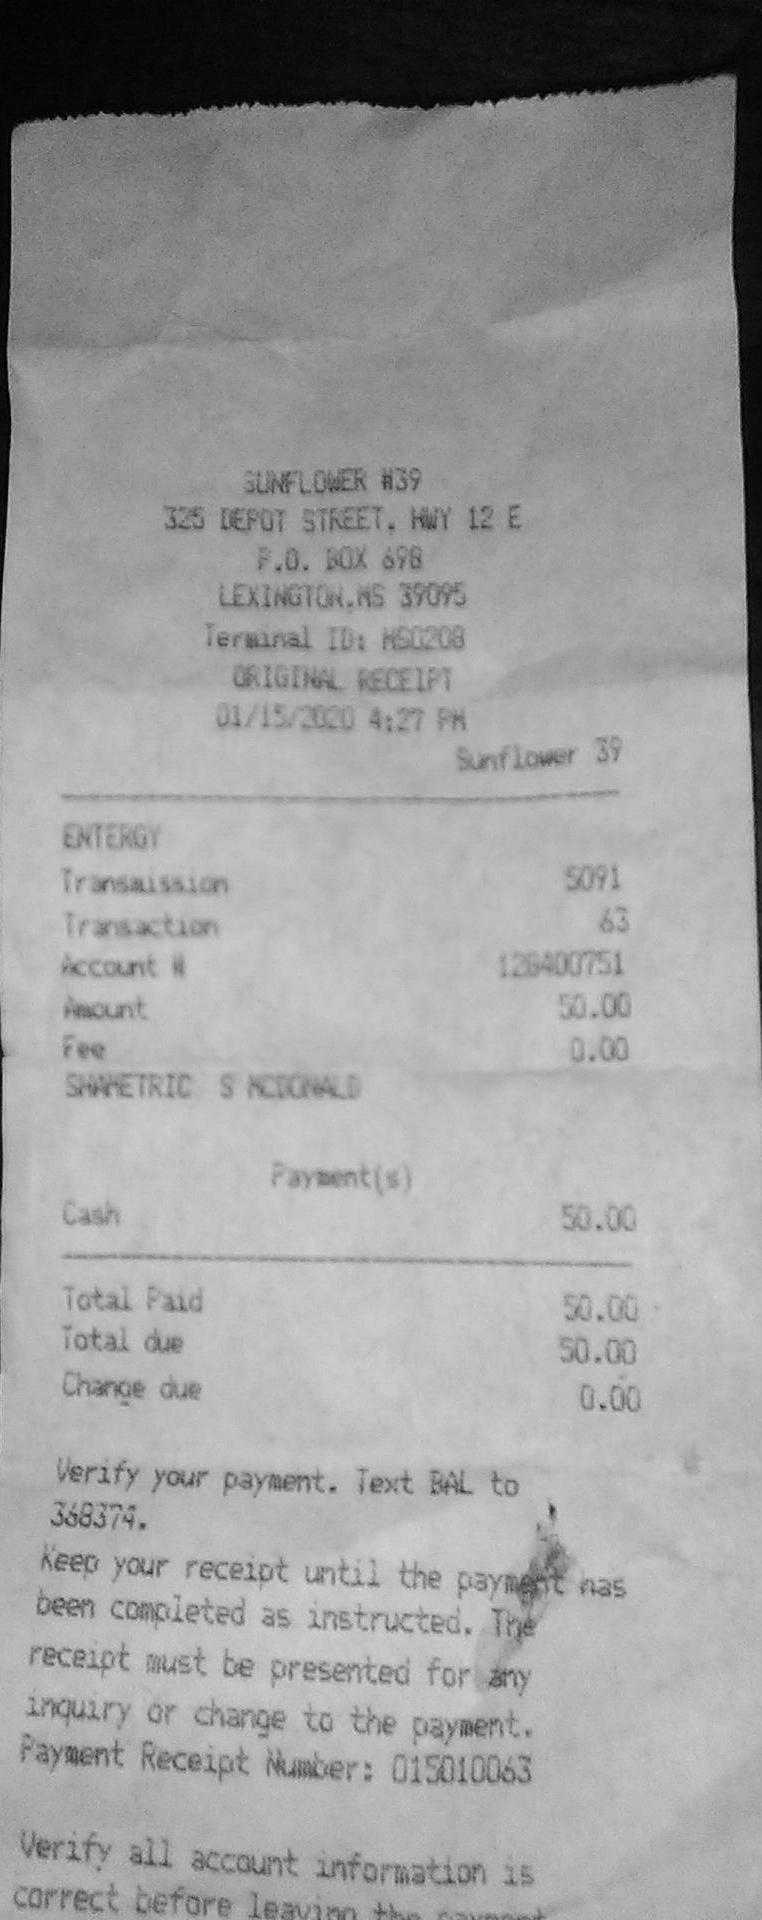 SUNFLOWER #39
325 DEPOT STREET, HWY 12 E
P.O. BOX 698
LEXINGTON,MS 39095
Terminal ID: MS0208
ORIGINAL RECEIPT
01/15/2020 4:27 PM
Sunflower 39
ENTERGY
Transmission 5091
Transaction 63
Account # 128400751
Amount 50.00
Fee 0.00
SHAMETRIC S MCDONALD
Payment(s)
Cash 50.00
Total Paid 50.00
Total due 50.00
Change due 0.00
Verify your payment. Text BAL to
368374.
Keep your receipt until the payment has
been completed as instructed. The
receipt must be presented for any
inquiry or change to the payment.
Payment Receipt Number: 015010063
Verify all account information is
correct before leaving the payment